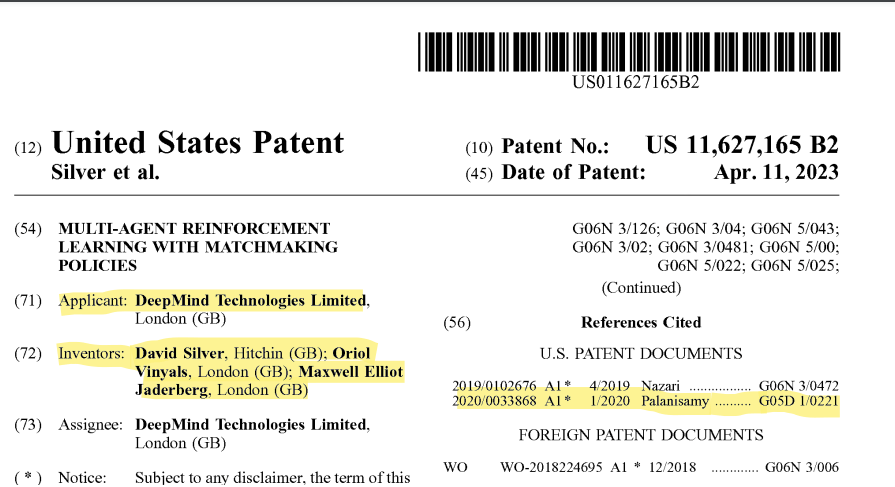 US011627165B2
(12) United States Patent
Silver et al.
(10) Patent No.: US 11,627,165 B2
(45) Date of Patent: Apr. 11, 2023
(54) MULTI-AGENT REINFORCEMENT
LEARNING WITH MATCHMAKING
POLICIES
(71) Applicant: DeepMind Technologies Limited,
London (GB)
(72) Inventors: David Silver, Hitchin (GB); Oriol
Vinyals, London (GB); Maxwell Elliot
Jaderberg, London (GB)
(73) Assignee: DeepMind Technologies Limited,
London (GB)
( * ) Notice: Subject to any disclaimer, the term of this
G06N 3/126; G06N 3/04; G06N 5/043;
G06N 3/02; G06N 3/0481; G06N 5/00;
G06N 5/022; G06N 5/025;
(Continued)
(56) References Cited
U.S. PATENT DOCUMENTS
2019/0102676 A1* 4/2019 Nazari ................ G06N 3/0472
2020/0033868 A1* 1/2020 Palanisamy .......... G05D 1/0221
FOREIGN PATENT DOCUMENTS
WO WO-2018224695 A1 * 12/2018 ............. G06N 3/006